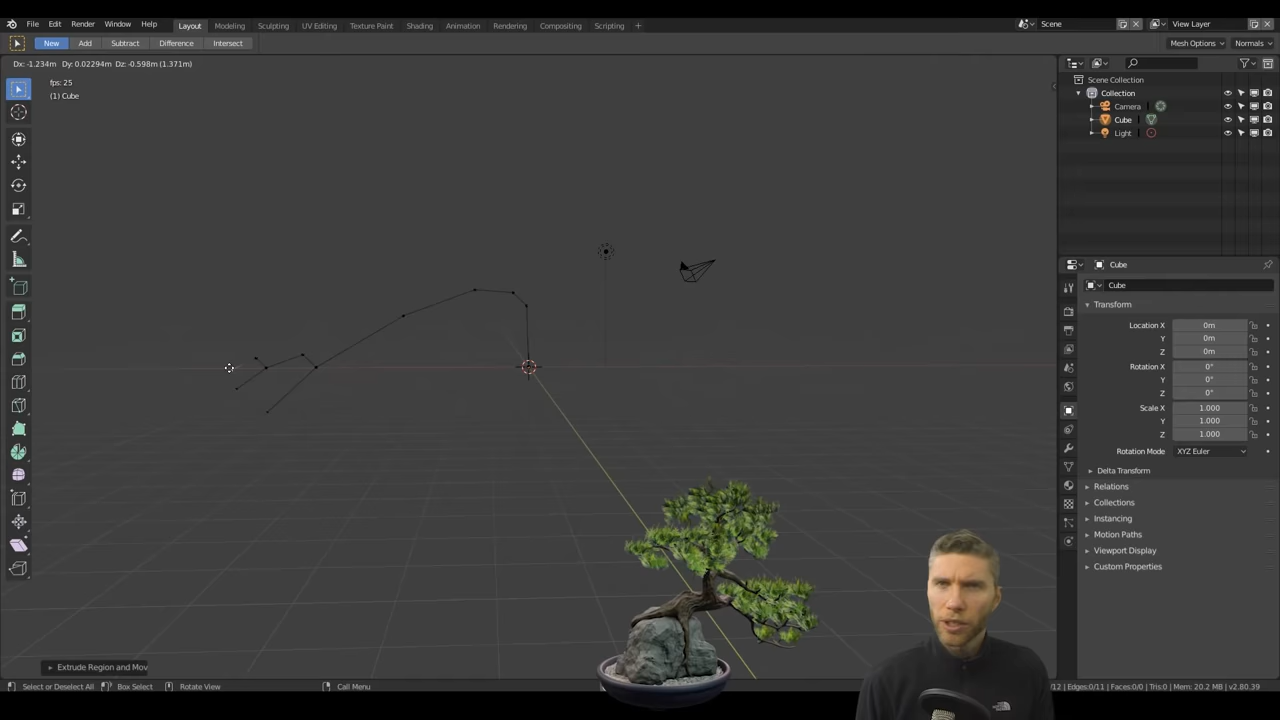 File Edit Render Window Help Layout Modeling Sculpting UV Editing Texture Paint Shading Animation Rendering Compositing Scripting + Scene View Layer
New Add Subtract Difference Intersect Mesh Options Normals
Dx: -1.234m Dy: 0.02294m Dz: -0.598m (1.371m)
fps: 25
(1) Cube
Scene Collection
Collection
Camera
Cube
Light
Cube
Cube
Transform
Location X 0m
Y 0m
Z 0m
Rotation X 0°
Y 0°
Z 0°
Scale X 1.000
Y 1.000
Z 1.000
Rotation Mode XYZ Euler
Delta Transform
Relations
Collections
Instancing
Motion Paths
Viewport Display
Custom Properties
Extrude Region and Mov
Select or Deselect All Box Select Rotate View Call Menu /12 | Edges:0/11 | Faces:0/0 | Tris:0 | Mem: 20.2 MB | v2.80.39